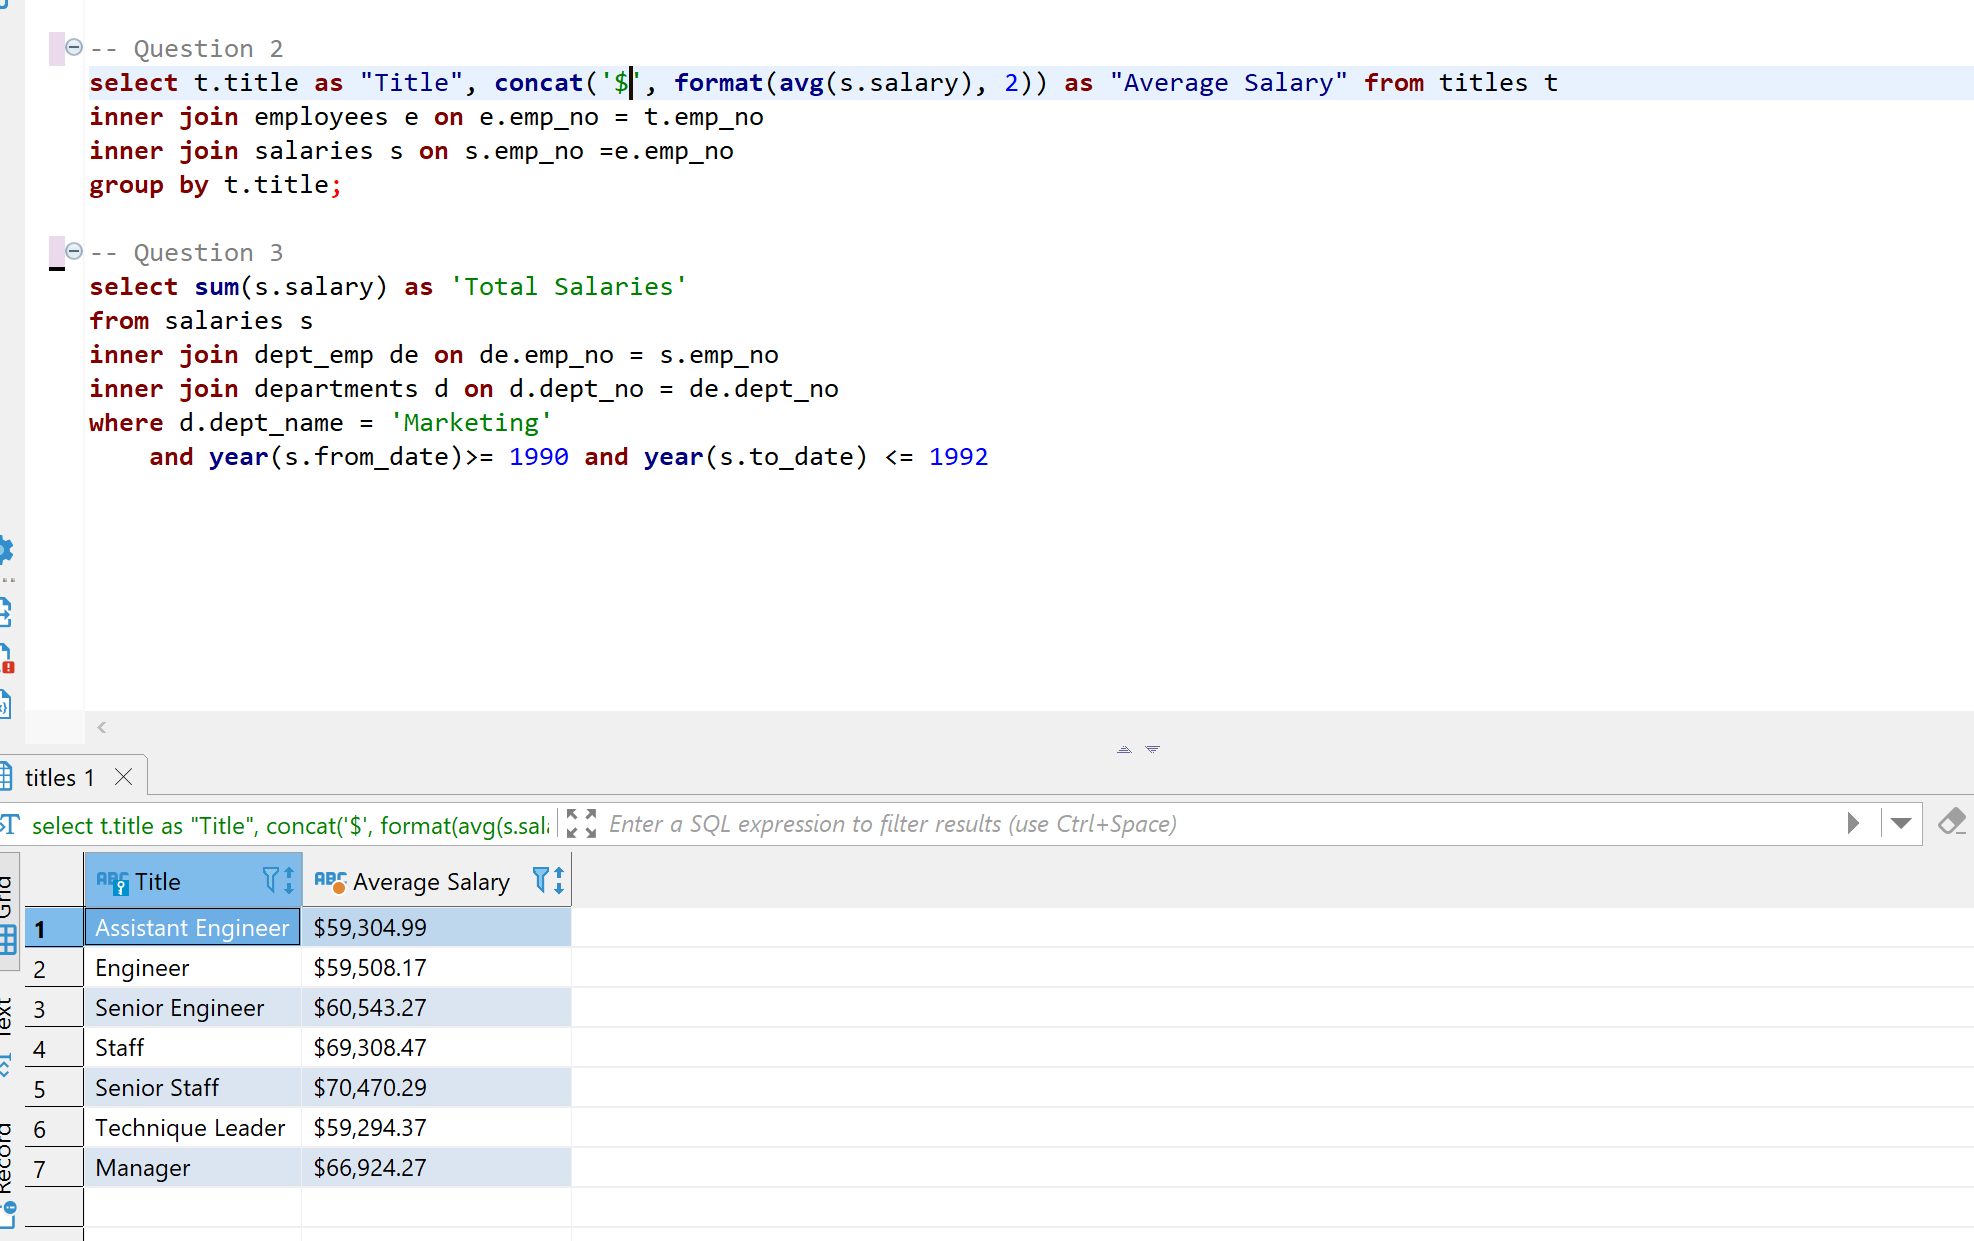 -- Question 2
select t.title as "Title", concat('$', format(avg(s.salary), 2)) as "Average Salary" from titles t
inner join employees e on e.emp_no = t.emp_no
inner join salaries s on s.emp_no =e.emp_no
group by t.title;
-- Question 3
select sum(s.salary) as 'Total Salaries'
from salaries s
inner join dept_emp de on de.emp_no = s.emp_no
inner join departments d on d.dept_no = de.dept_no
where d.dept_name = 'Marketing'
and year(s.from_date)>= 1990 and year(s.to_date) <= 1992
titles 1
select t.title as "Title", concat('$', format(avg(s.sal
Enter a SQL expression to filter results (use Ctrl+Space)
Grid
Text
Record
ABC Title ABC Average Salary
1 Assistant Engineer $59,304.99
2 Engineer $59,508.17
3 Senior Engineer $60,543.27
4 Staff $69,308.47
5 Senior Staff $70,470.29
6 Technique Leader $59,294.37
7 Manager $66,924.27